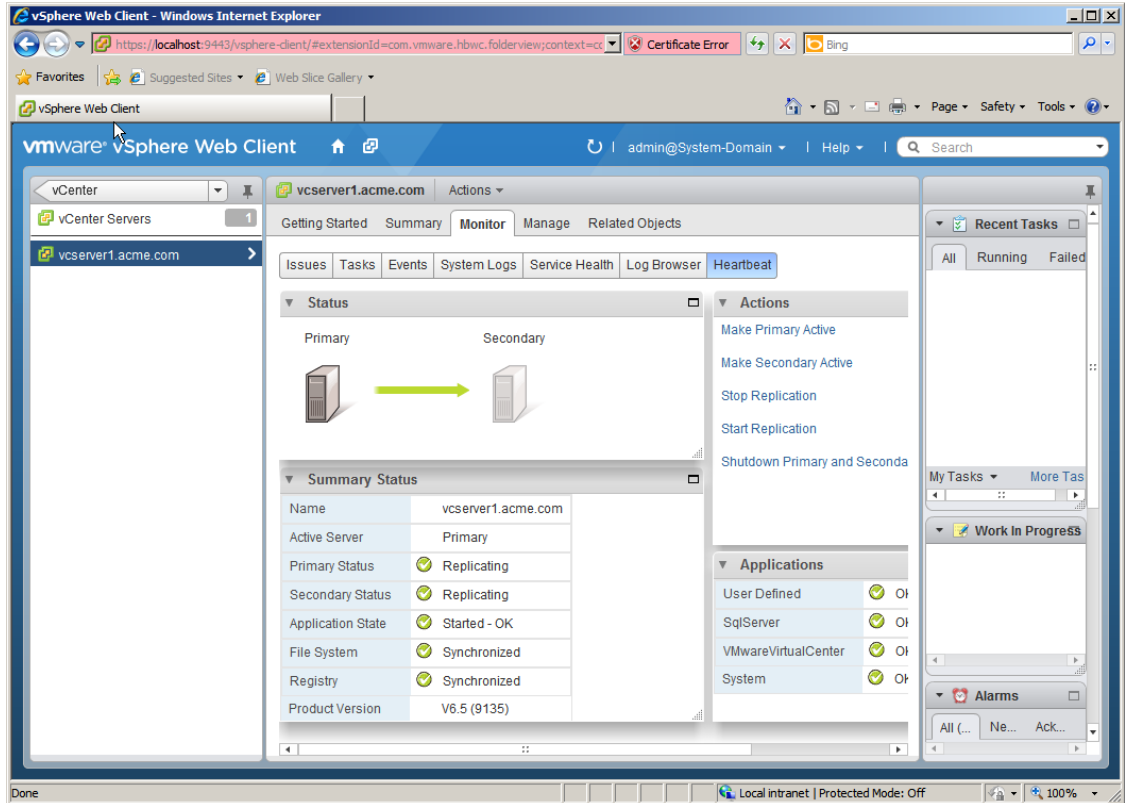 vSphere Web Client - Windows Internet Explorer
https://localhost:9443/vsphere-client/#extensionId=com.vmware.hbwc.folderview;context=cc
Certificate Error
Bing
Favorites
Suggested Sites
Web Slice Gallery
vSphere Web Client
Page
Safety
Tools
vmware® vSphere Web Client
admin@System-Domain
Help
Search
vCenter
vCenter Servers 1
vcserver1.acme.com
vcserver1.acme.com Actions
Getting Started Summary Monitor Manage Related Objects
Issues Tasks Events System Logs Service Health Log Browser Heartbeat
Status
Primary Secondary
Summary Status
Name vcserver1.acme.com
Active Server Primary
Primary Status Replicating
Secondary Status Replicating
Application State Started - OK
File System Synchronized
Registry Synchronized
Product Version V6.5 (9135)
Actions
Make Primary Active
Make Secondary Active
Stop Replication
Start Replication
Shutdown Primary and Seconda
Applications
User Defined
SqlServer
VMwareVirtualCenter
System
Recent Tasks
All Running Failed
My Tasks More Tas
Work In Progress
Alarms
All (... Ne... Ack...
Done
Local intranet | Protected Mode: Off
100%